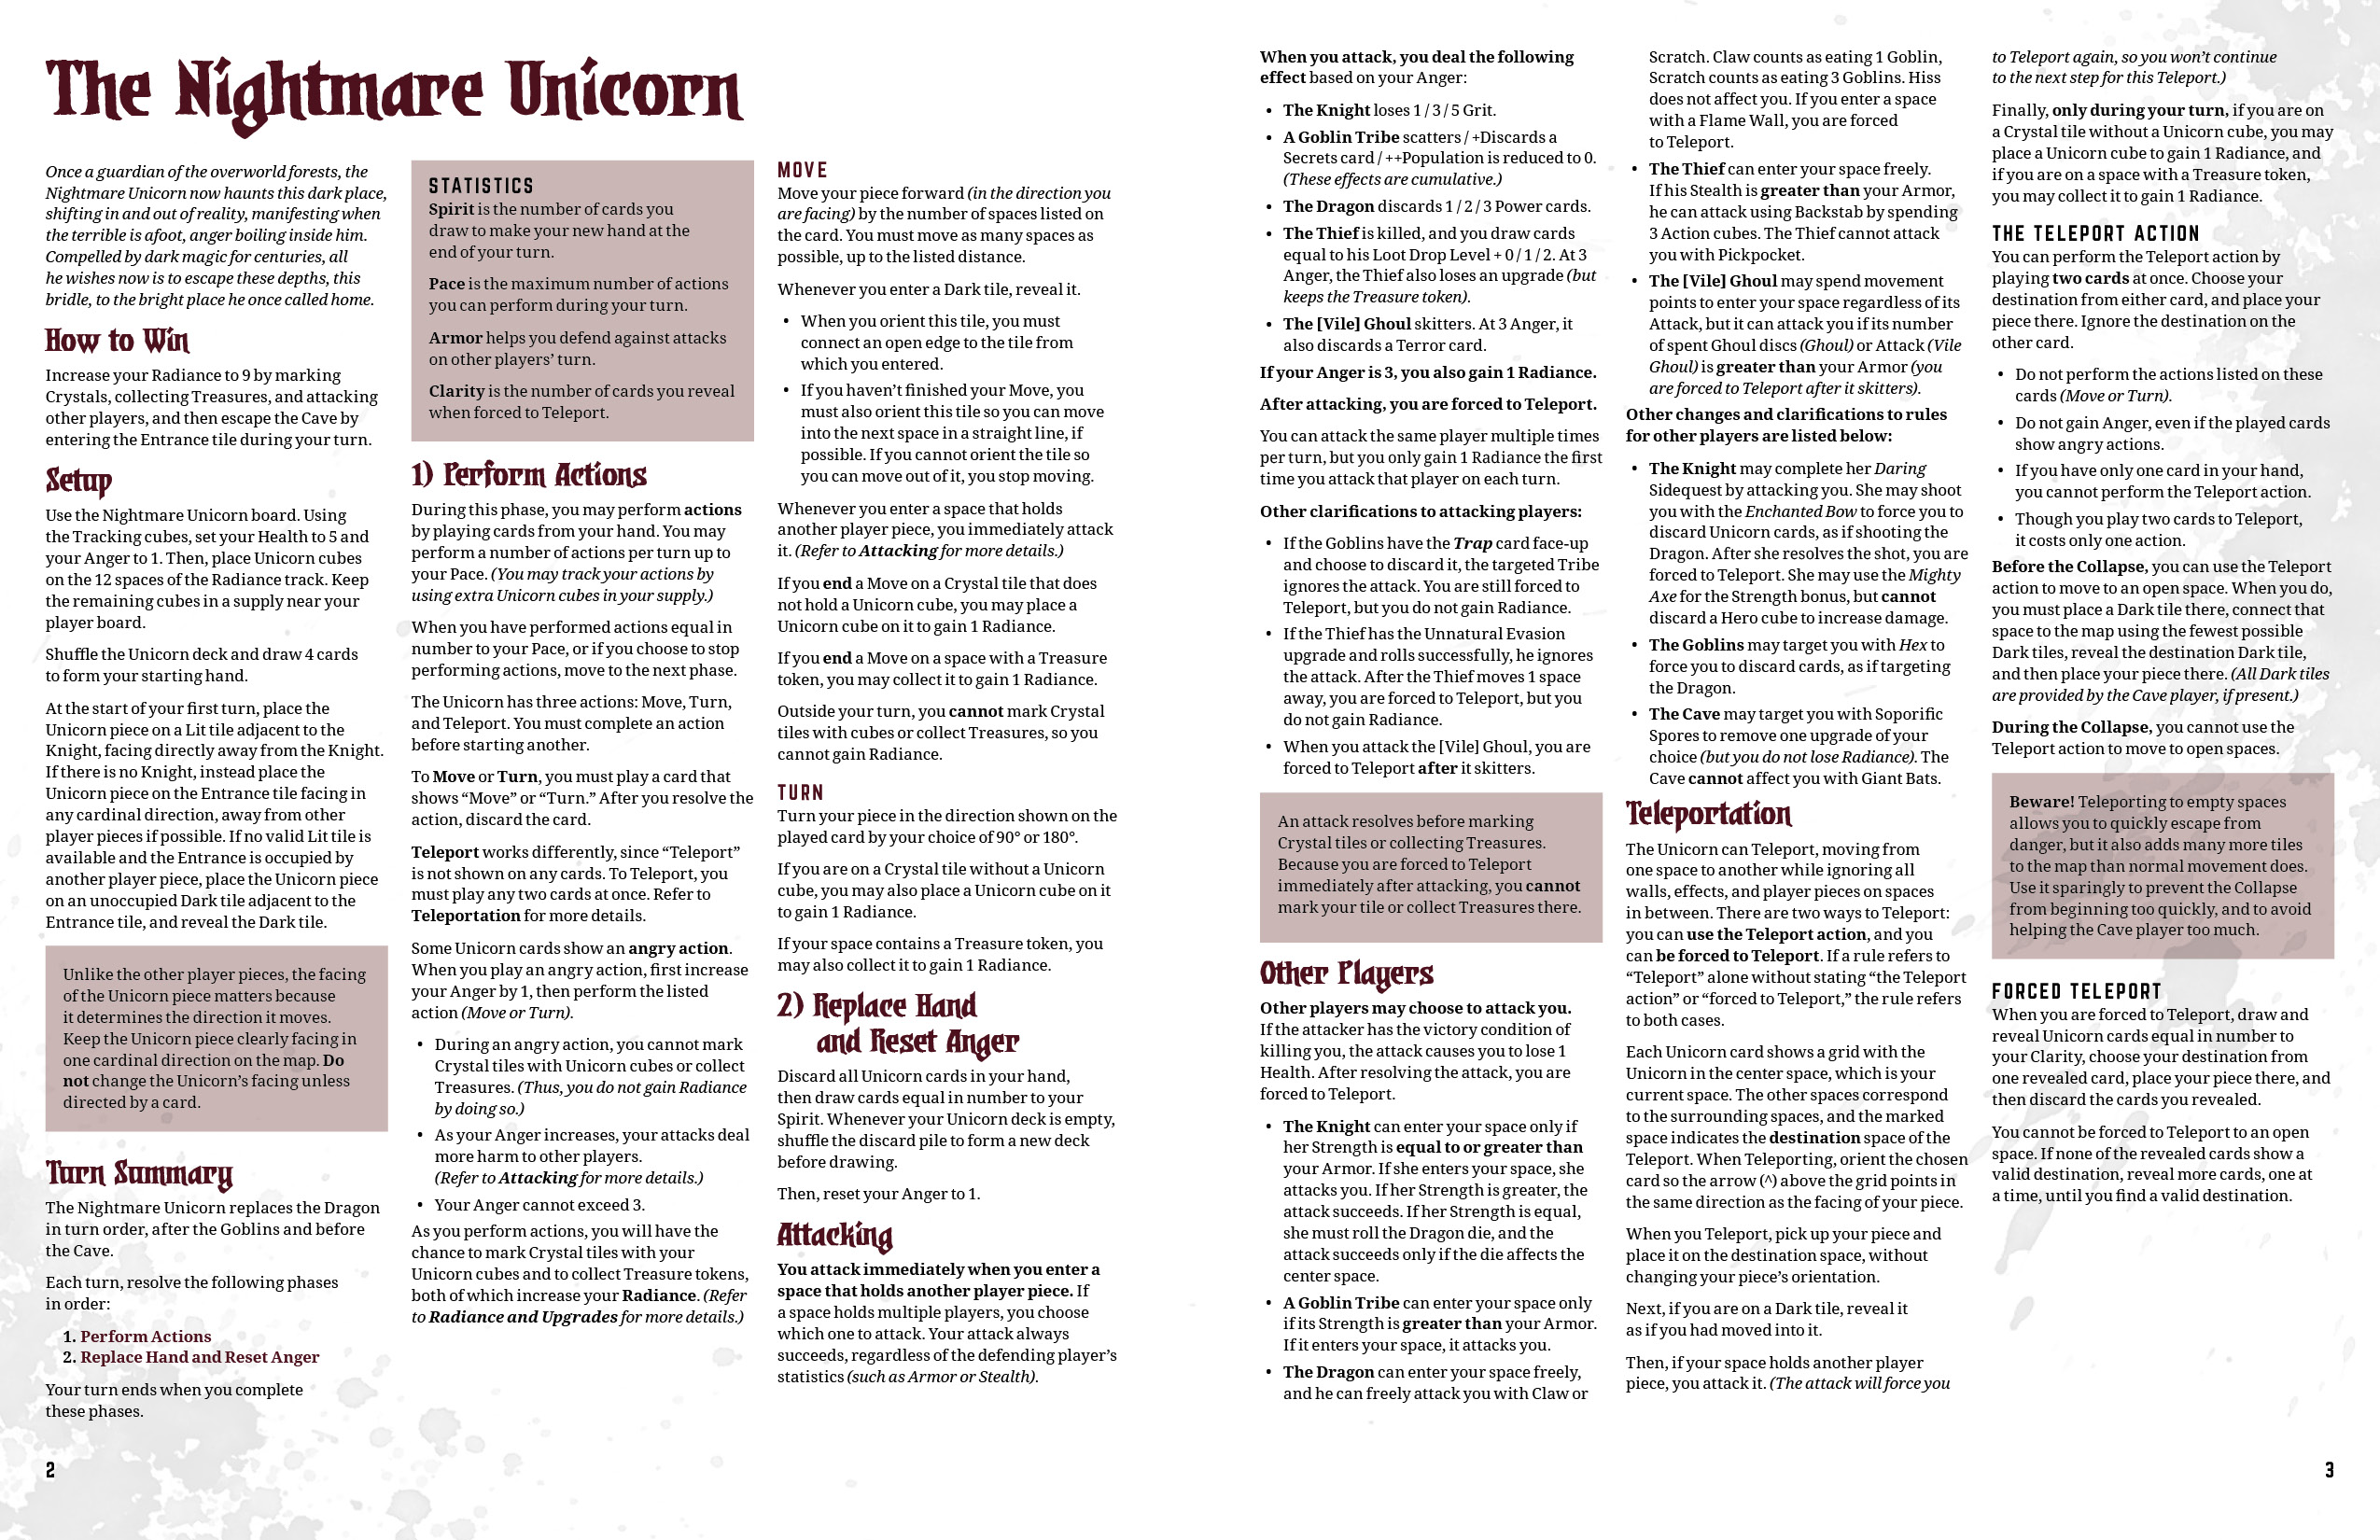 The Nightmare Unicorn
Once a guardian of the overworld forests, the
Nightmare Unicorn now haunts this dark place,
shifting in and out of reality, manifesting when
the terrible is afoot, anger boiling inside him.
Compelled by dark magic for centuries, all
he wishes now is to escape these depths, this
bridle, to the bright place he once called home.
How to Win
Increase your Radiance to 9 by marking
Crystals, collecting Treasures, and attacking
other players, and then escape the Cave by
entering the Entrance tile during your turn.
Setup
Use the Nightmare Unicorn board. Using
the Tracking cubes, set your Health to 5 and
your Anger to 1. Then, place Unicorn cubes
on the 12 spaces of the Radiance track. Keep
the remaining cubes in a supply near your
player board.
Shuffle the Unicorn deck and draw 4 cards
to form your starting hand.
At the start of your first turn, place the
Unicorn piece on a Lit tile adjacent to the
Knight, facing directly away from the Knight.
If there is no Knight, instead place the
Unicorn piece on the Entrance tile facing in
any cardinal direction, away from other
player pieces if possible. If no valid Lit tile is
available and the Entrance is occupied by
another player piece, place the Unicorn piece
on an unoccupied Dark tile adjacent to the
Entrance tile, and reveal the Dark tile.
Unlike the other player pieces, the facing
of the Unicorn piece matters because
it determines the direction it moves.
Keep the Unicorn piece clearly facing in
one cardinal direction on the map. Do
not change the Unicorn's facing unless
directed by a card.
Turn Summary
The Nightmare Unicorn replaces the Dragon
in turn order, after the Goblins and before
the Cave.
Each turn, resolve the following phases
in order:
1. Perform Actions
2. Replace Hand and Reset Anger
Your turn ends when you complete
these phases.
2
STATISTICS
Spirit is the number of cards you
draw to make your new hand at the
end of your turn.
Pace is the maximum number of actions
you can perform during your turn.
Armor helps you defend against attacks
on other players' turn.
Clarity is the number of cards you reveal
when forced to Teleport.
1) Perform Actions
During this phase, you may perform actions
by playing cards from your hand. You may
perform a number of actions per turn up to
your Pace. (You may track your actions by
using extra Unicorn cubes in your supply.)
When you have performed actions equal in
number to your Pace, or if you choose to stop
performing actions, move to the next phase.
The Unicorn has three actions: Move, Turn,
and Teleport. You must complete an action
before starting another.
To Move or Turn, you must play a card that
shows “Move” or “Turn.” After you resolve the
action, discard the card.
Teleport works differently, since “Teleport”
is not shown on any cards. To Teleport, you
must play any two cards at once. Refer to
Teleportation for more details.
Some Unicorn cards show an angry action.
When you play an angry action, first increase
your Anger by 1, then perform the listed
action (Move or Turn).
• During an angry action, you cannot mark
Crystal tiles with Unicorn cubes or collect
Treasures. (Thus, you do not gain Radiance
by doing so.)
• As your Anger increases, your attacks deal
more harm to other players.
(Refer to Attacking for more details.)
• Your Anger cannot exceed 3.
As you perform actions, you will have the
chance to mark Crystal tiles with your
Unicorn cubes and to collect Treasure tokens,
both of which increase your Radiance. (Refer
to Radiance and Upgrades for more details.)
MOVE
Move your piece forward (in the direction you
are facing) by the number of spaces listed on
the card. You must move as many spaces as
possible, up to the listed distance.
Whenever you enter a Dark tile, reveal it.
• When you orient this tile, you must
connect an open edge to the tile from
which you entered.
• If you haven't finished your Move, you
must also orient this tile so you can move
into the next space in a straight line, if
possible. If you cannot orient the tile so
you can move out of it, you stop moving.
Whenever you enter a space that holds
another player piece, you immediately attack
it. (Refer to Attacking for more details.)
If you end a Move on a Crystal tile that does
not hold a Unicorn cube, you may place a
Unicorn cube on it to gain 1 Radiance.
If you end a Move on a space with a Treasure
token, you may collect it to gain 1 Radiance.
Outside your turn, you cannot mark Crystal
tiles with cubes or collect Treasures, so you
cannot gain Radiance.
TURN
Turn your piece in the direction shown on the
played card by your choice of 90° or 180°.
If you are on a Crystal tile without a Unicorn
cube, you may also place a Unicorn cube on it
to gain 1 Radiance.
If your space contains a Treasure token, you
may also collect it to gain 1 Radiance.
2) Replace Hand
and Reset Anger
Discard all Unicorn cards in your hand,
then draw cards equal in number to your
Spirit. Whenever your Unicorn deck is empty,
shuffle the discard pile to form a new deck
before drawing.
Then, reset your Anger to 1.
Attacking
You attack immediately when you enter a
space that holds another player piece. If
a space holds multiple players, you choose
which one to attack. Your attack always
succeeds, regardless of the defending player's
statistics (such as Armor or Stealth).
When you attack, you deal the following
effect based on your Anger:
• The Knight loses 1 / 3 / 5 Grit.
• A Goblin Tribe scatters / +Discards a
Secrets card / ++Population is reduced to 0.
(These effects are cumulative.)
• The Dragon discards 1 / 2 / 3 Power cards.
• The Thief is killed, and you draw cards
equal to his Loot Drop Level + 0 / 1 / 2. At 3
Anger, the Thief also loses an upgrade (but
keeps the Treasure token).
• The [Vile] Ghoul skitters. At 3 Anger, it
also discards a Terror card.
If your Anger is 3, you also gain 1 Radiance.
After attacking, you are forced to Teleport.
You can attack the same player multiple times
per turn, but you only gain 1 Radiance the first
time you attack that player on each turn.
Other clarifications to attacking players:
• If the Goblins have the Trap card face-up
and choose to discard it, the targeted Tribe
ignores the attack. You are still forced to
Teleport, but you do not gain Radiance.
• If the Thief has the Unnatural Evasion
upgrade and rolls successfully, he ignores
the attack. After the Thief moves 1 space
away, you are forced to Teleport, but you
do not gain Radiance.
• When you attack the [Vile] Ghoul, you are
forced to Teleport after it skitters.
An attack resolves before marking
Crystal tiles or collecting Treasures.
Because you are forced to Teleport
immediately after attacking, you cannot
mark your tile or collect Treasures there.
Other Players
Other players may choose to attack you.
If the attacker has the victory condition of
killing you, the attack causes you to lose 1
Health. After resolving the attack, you are
forced to Teleport.
• The Knight can enter your space only if
her Strength is equal to or greater than
your Armor. If she enters your space, she
attacks you. If her Strength is greater, the
attack succeeds. If her Strength is equal,
she must roll the Dragon die, and the
attack succeeds only if the die affects the
center space.
• A Goblin Tribe can enter your space only
if its Strength is greater than your Armor.
If it enters your space, it attacks you.
• The Dragon can enter your space freely,
and he can freely attack you with Claw or
Scratch. Claw counts as eating 1 Goblin,
Scratch counts as eating 3 Goblins. Hiss
does not affect you. If you enter a space
with a Flame Wall, you are forced
to Teleport.
• The Thief can enter your space freely.
If his Stealth is greater than your Armor,
he can attack using Backstab by spending
3 Action cubes. The Thief cannot attack
you with Pickpocket.
• The [Vile] Ghoul may spend movement
points to enter your space regardless of its
Attack, but it can attack you if its number
of spent Ghoul discs (Ghoul) or Attack (Vile
Ghoul) is greater than your Armor (you
are forced to Teleport after it skitters).
Other changes and clarifications to rules
for other players are listed below:
• The Knight may complete her Daring
Sidequest by attacking you. She may shoot
you with the Enchanted Bow to force you to
discard Unicorn cards, as if shooting the
Dragon. After she resolves the shot, you are
forced to Teleport. She may use the Mighty
Axe for the Strength bonus, but cannot
discard a Hero cube to increase damage.
• The Goblins may target you with Hex to
force you to discard cards, as if targeting
the Dragon.
• The Cave may target you with Soporific
Spores to remove one upgrade of your
choice (but you do not lose Radiance). The
Cave cannot affect you with Giant Bats.
Teleportation
The Unicorn can Teleport, moving from
one space to another while ignoring all
walls, effects, and player pieces on spaces
in between. There are two ways to Teleport:
you can use the Teleport action, and you
can be forced to Teleport. If a rule refers to
“Teleport” alone without stating “the Teleport
action” or “forced to Teleport,” the rule refers
to both cases.
Each Unicorn card shows a grid with the
Unicorn in the center space, which is your
current space. The other spaces correspond
to the surrounding spaces, and the marked
space indicates the destination space of the
Teleport. When Teleporting, orient the chosen
card so the arrow (^) above the grid points in
the same direction as the facing of your piece.
When you Teleport, pick up your piece and
place it on the destination space, without
changing your piece's orientation.
Next, if you are on a Dark tile, reveal it
as if you had moved into it.
Then, if your space holds another player
piece, you attack it. (The attack will force you
to Teleport again, so you won't continue
to the next step for this Teleport.)
Finally, only during your turn, if you are on
a Crystal tile without a Unicorn cube, you may
place a Unicorn cube to gain 1 Radiance, and
if you are on a space with a Treasure token,
you may collect it to gain 1 Radiance.
THE TELEPORT ACTION
You can perform the Teleport action by
playing two cards at once. Choose your
destination from either card, and place your
piece there. Ignore the destination on the
other card.
• Do not perform the actions listed on these
cards (Move or Turn).
• Do not gain Anger, even if the played cards
show angry actions.
• If you have only one card in your hand,
you cannot perform the Teleport action.
• Though you play two cards to Teleport,
it costs only one action.
Before the Collapse, you can use the Teleport
action to move to an open space. When you do,
you must place a Dark tile there, connect that
space to the map using the fewest possible
Dark tiles, reveal the destination Dark tile,
and then place your piece there. (All Dark tiles
are provided by the Cave player, if present.)
During the Collapse, you cannot use the
Teleport action to move to open spaces.
Beware! Teleporting to empty spaces
allows you to quickly escape from
danger, but it also adds many more tiles
to the map than normal movement does.
Use it sparingly to prevent the Collapse
from beginning too quickly, and to avoid
helping the Cave player too much.
FORCED TELEPORT
When you are forced to Teleport, draw and
reveal Unicorn cards equal in number to
your Clarity, choose your destination from
one revealed card, place your piece there, and
then discard the cards you revealed.
You cannot be forced to Teleport to an open
space. If none of the revealed cards show a
valid destination, reveal more cards, one at
a time, until you find a valid destination.
3